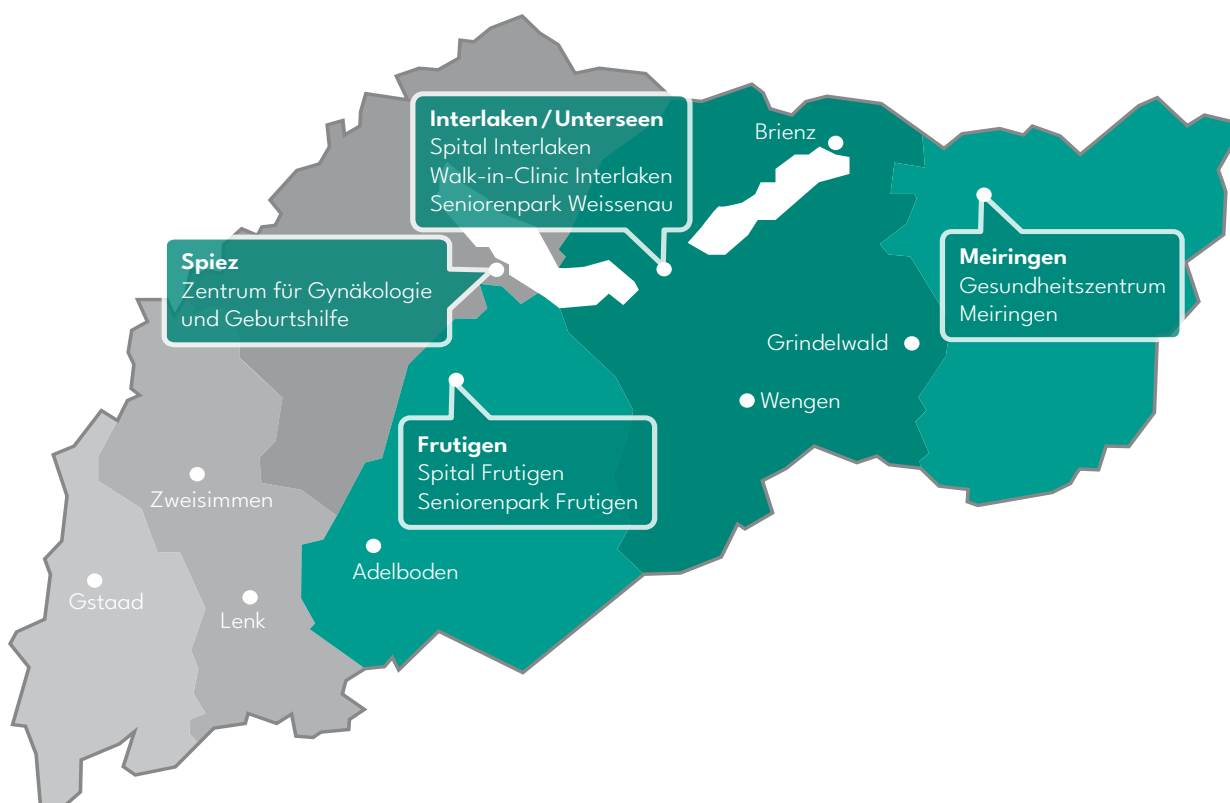 Interlaken / Unterseen
Spital Interlaken
Walk-in-Clinic Interlaken
Seniorenpark Weissenau
Brienz
Spiez
Zentrum für Gynäkologie
und Geburtshilfe
Meiringen
Gesundheitszentrum
Meiringen
Grindelwald
Wengen
Frutigen
Spital Frutigen
Seniorenpark Frutigen
Zweisimmen
Adelboden
Gstaad
Lenk